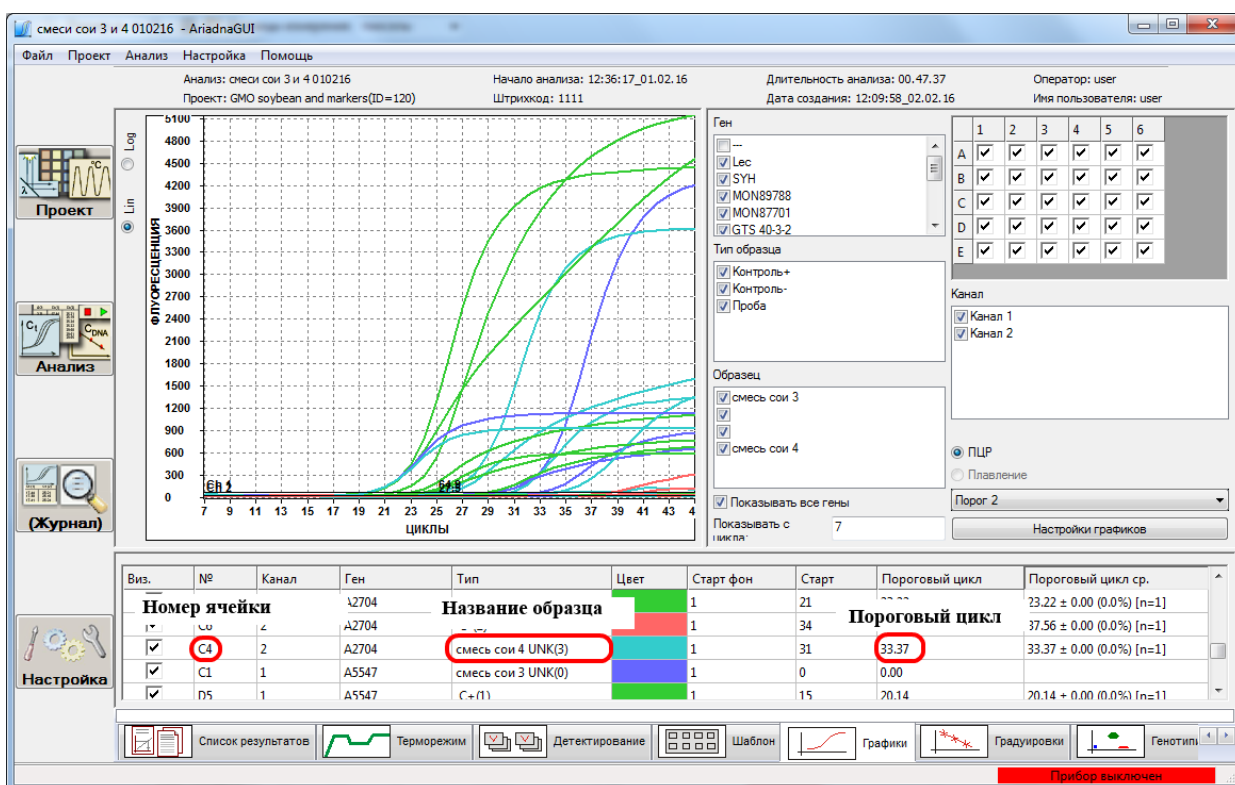 смеси сои 3 и 4 010216 - AriadnaGUI
Файл Проект Анализ Настройка Помощь
Анализ: смеси сои 3 и 4 010216 Начало анализа: 12:36:17_01.02.16 Длительность анализа: 00.47.37 Оператор: user
Проект: GMO soybean and markers(ID=120) Штрихкод: 1111 Дата создания: 12:09:58_02.02.16 Имя пользователя: user
Проект
Анализ
C1
CDNA
(Журнал)
Настройка
Log
Lin
ФЛУОРЕСЦЕНЦИЯ
5100
4800
4500
4200
3900
3600
3300
3000
2700
2400
2100
1800
1500
1200
900
600
300
0
7 9 11 13 15 17 19 21 23 25 27 29 31 33 35 37 39 41 43 4
ЦИКЛЫ
Ген
---
Lec
SYH
MON89788
MON87701
GTS 40-3-2
Тип образца
Контроль+
Контроль-
Проба
Образец
смесь сои 3
смесь сои 4
Показывать все гены
Показывать с цикла: 7
1 2 3 4 5 6
A
B
C
D
E
Канал
Канал 1
Канал 2
ПЦР
Плавление
Порог 2
Настройки графиков
Виз. № Канал Ген Тип Цвет Старт фон Старт Пороговый цикл Пороговый цикл ср.
Номер ячейки Название образца Пороговый цикл
A2704 1 21 23.22 ± 0.00 (0.0%) [n=1]
C6 2 A2704 1 34 37.56 ± 0.00 (0.0%) [n=1]
C4 2 A2704 смесь сои 4 UNK(3) 1 31 33.37 33.37 ± 0.00 (0.0%) [n=1]
C1 1 A5547 смесь сои 3 UNK(0) 1 0 0.00
D5 1 A5547 C+(1) 1 15 20.14 20.14 ± 0.00 (0.0%) [n=1]
Список результатов Терморежим Детектирование Шаблон Графики Градуировки Генотипи
Прибор выключен